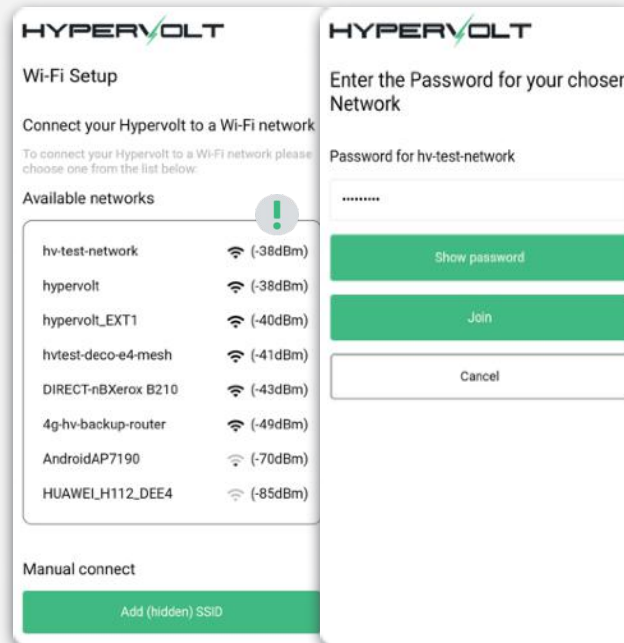 HYPERVOLT
Wi-Fi Setup
Connect your Hypervolt to a Wi-Fi network
To connect your Hypervolt to a Wi-Fi network please
choose one from the list below:
Available networks
!
hv-test-network (-38dBm)
hypervolt (-38dBm)
hypervolt_EXT1 (-40dBm)
hvtest-deco-e4-mesh (-41dBm)
DIRECT-nBXerox B210 (-43dBm)
4g-hv-backup-router (-49dBm)
AndroidAP7190 (-70dBm)
HUAWEI_H112_DEE4 (-85dBm)
Manual connect
Add (hidden) SSID
HYPERVOLT
Enter the Password for your chosen
Network
Password for hv-test-network
•••••••••
Show password
Join
Cancel